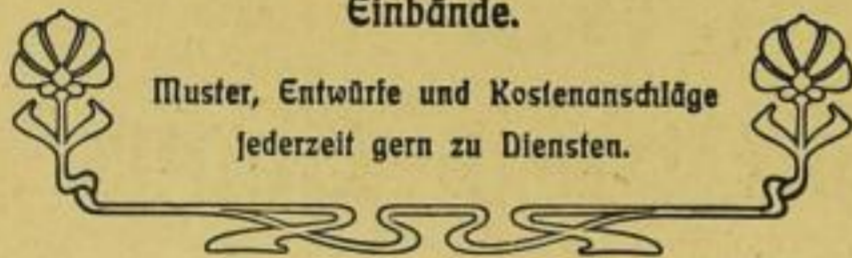 Einbände.
Muster, Entwürfe und Kostenanschläge
jederzeit gern zu Diensten.